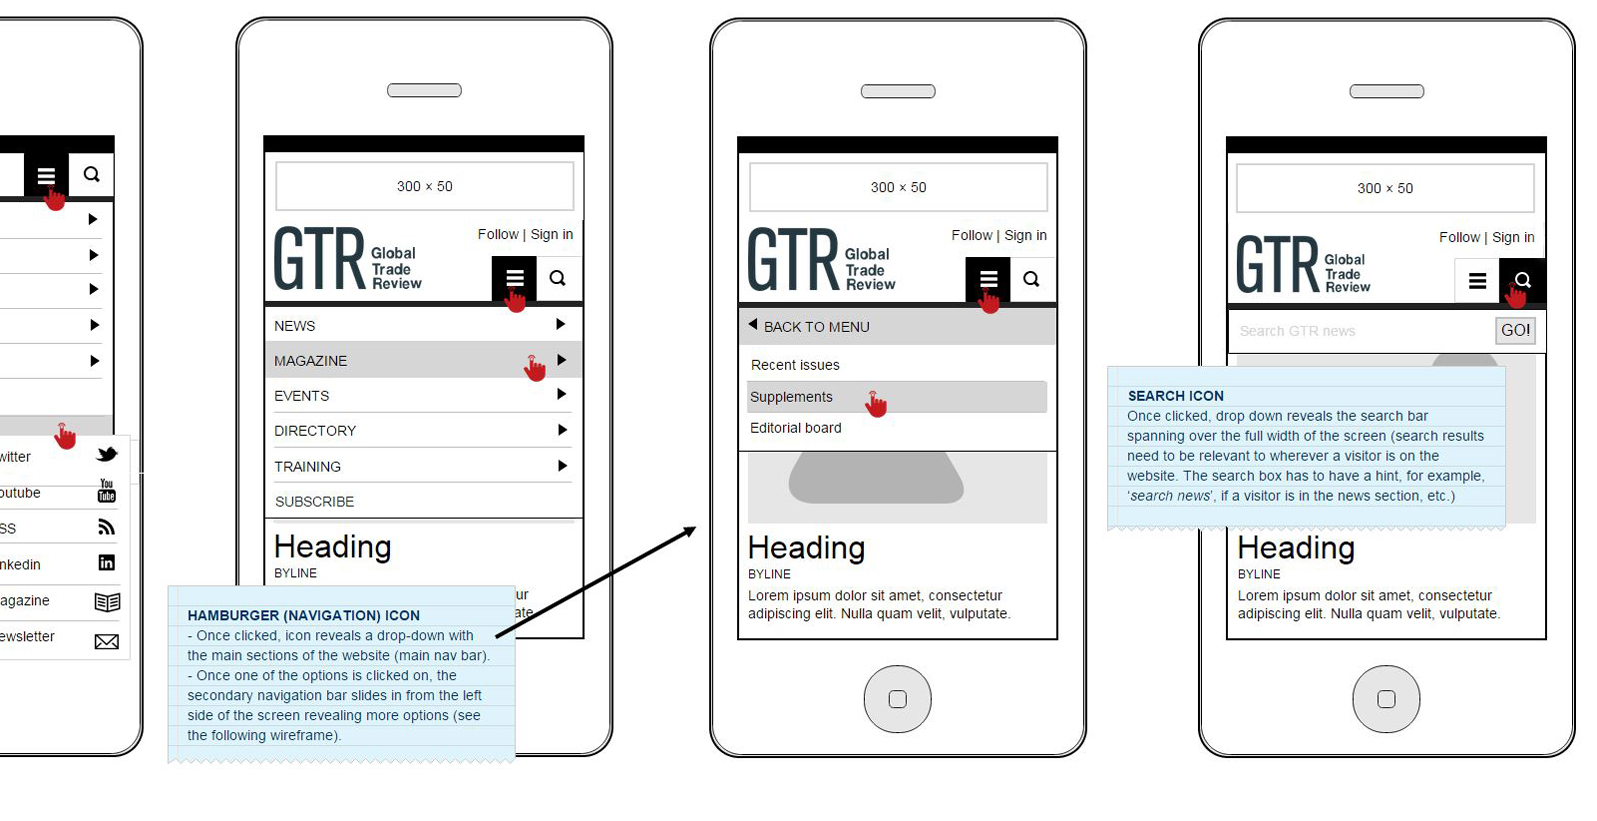 witter
You
Tube
outube
SS
nkedin
in
agazine
ewsletter
300 × 50
Follow | Sign in
GTR Global
Trade
Review
NEWS
MAGAZINE
EVENTS
DIRECTORY
TRAINING
SUBSCRIBE
Heading
BYLINE
ur
ate.
HAMBURGER (NAVIGATION) ICON
- Once clicked, icon reveals a drop-down with
the main sections of the website (main nav bar).
- Once one of the options is clicked on, the
secondary navigation bar slides in from the left
side of the screen revealing more options (see
the following wireframe).
300 × 50
Follow | Sign in
GTR Global
Trade
Review
BACK TO MENU
Recent issues
Supplements
Editorial board
Heading
BYLINE
Lorem ipsum dolor sit amet, consectetur
adipiscing elit. Nulla quam velit, vulputate.
300 × 50
Follow | Sign in
GTR Global
Trade
Review
Search GTR news
GO!
SEARCH ICON
Once clicked, drop down reveals the search bar
spanning over the full width of the screen (search results
need to be relevant to wherever a visitor is on the
website. The search box has to have a hint, for example,
‘search news’, if a visitor is in the news section, etc.)
Heading
BYLINE
Lorem ipsum dolor sit amet, consectetur
adipiscing elit. Nulla quam velit, vulputate.